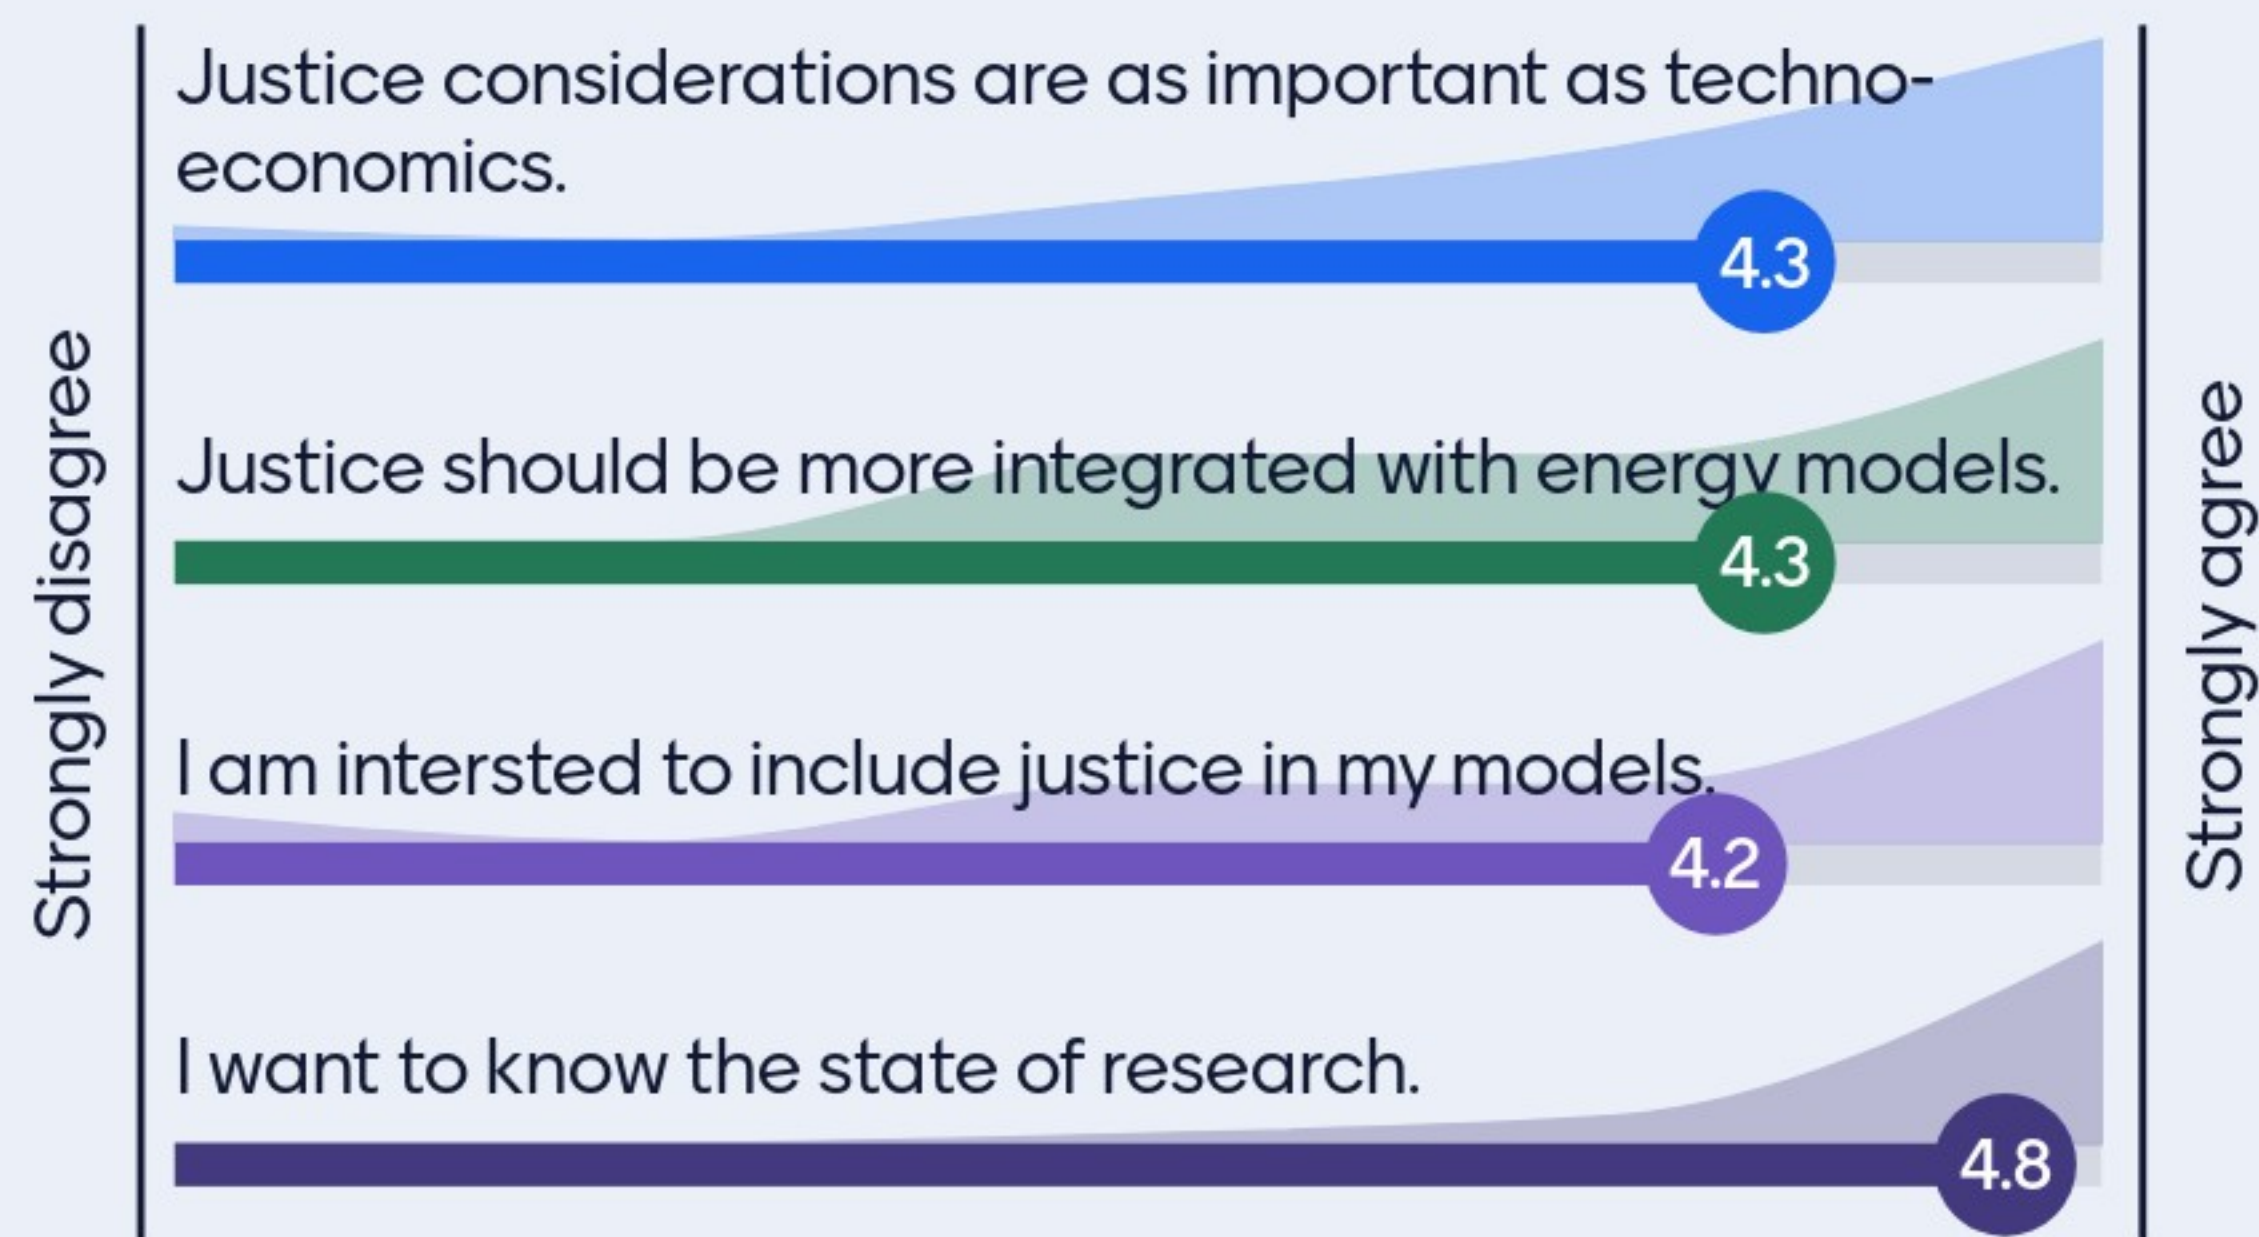 Strongly disagree
Justice considerations are as important as techno-
economics.
4.3
Justice should be more integrated with energy models.
4.3
I am intersted to include justice in my models.
4.2
I want to know the state of research.
4.8
Strongly agree